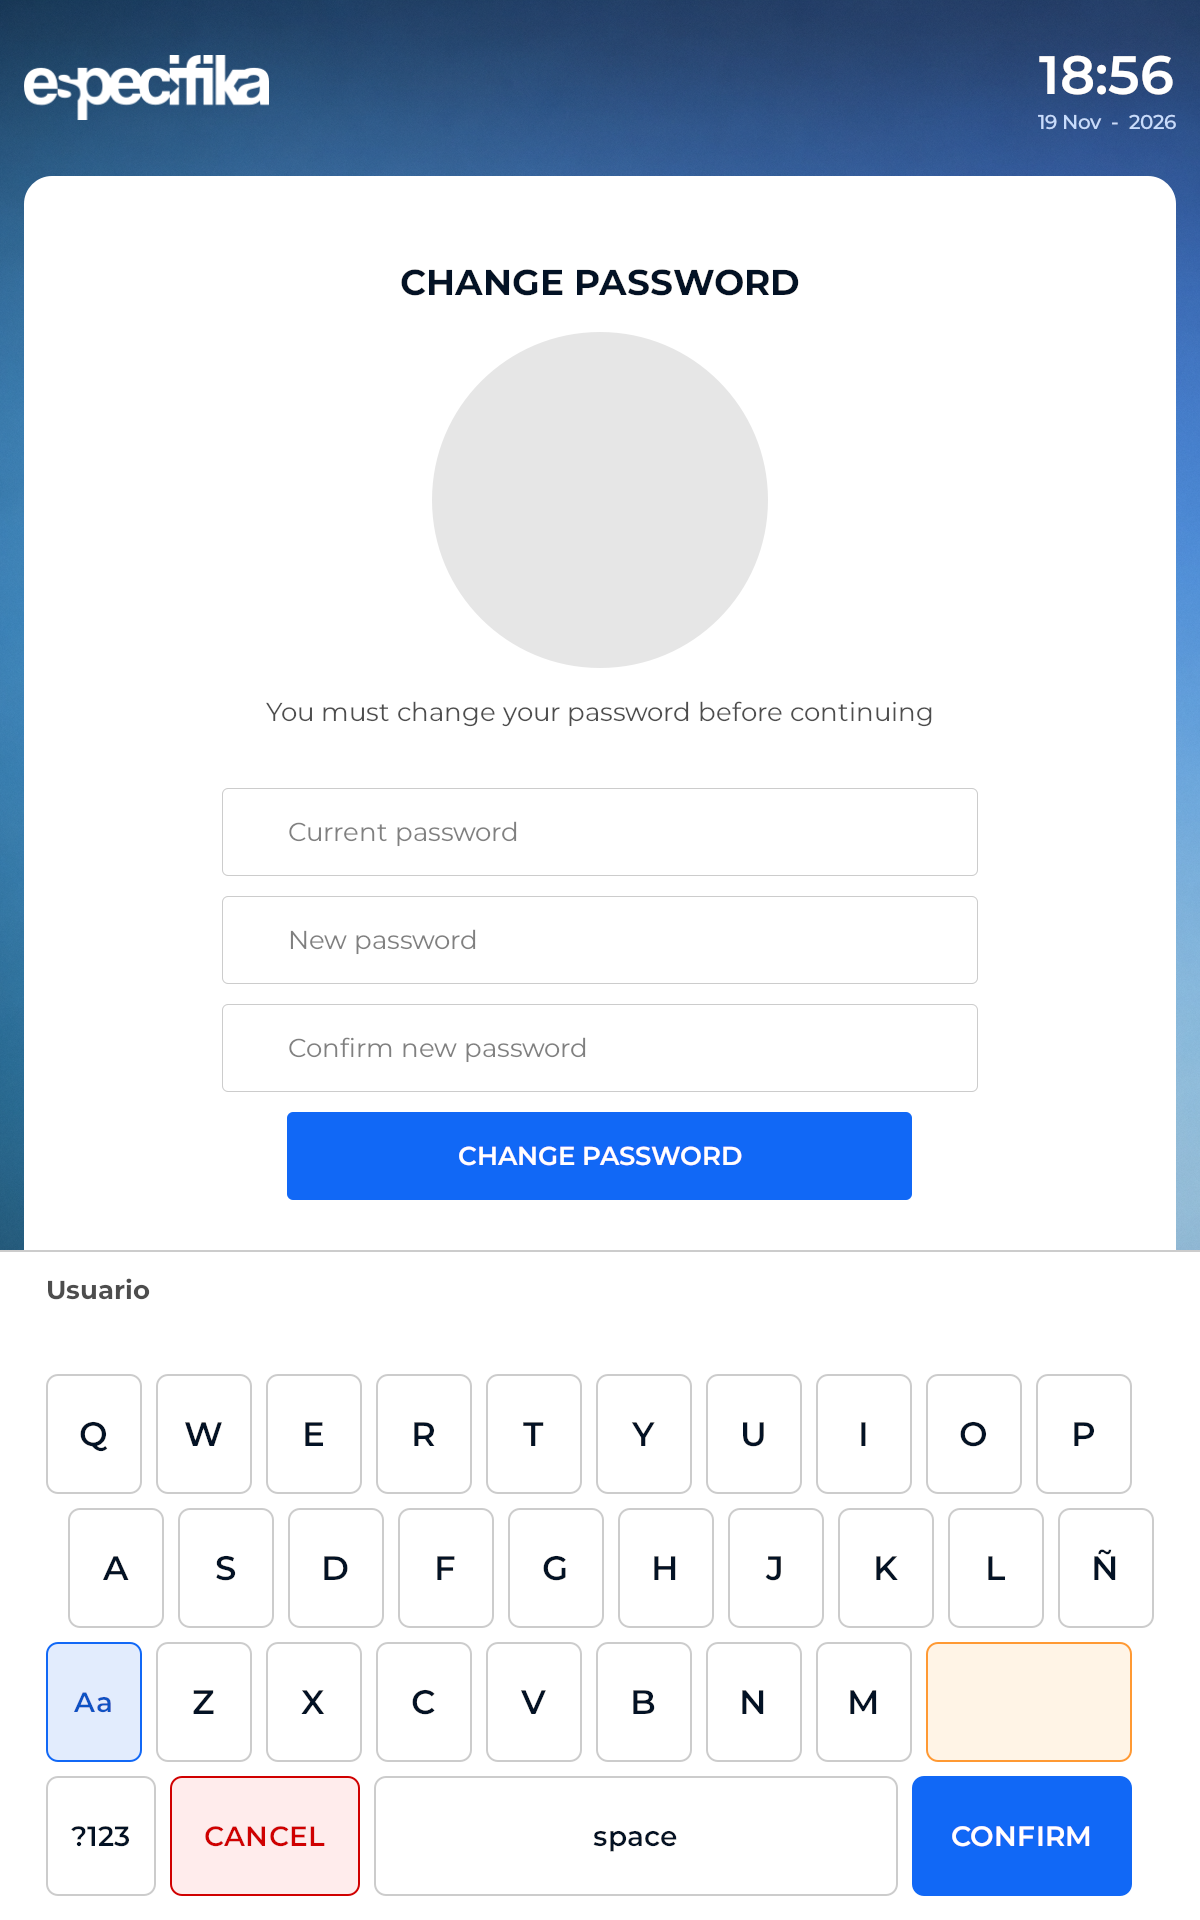 especifika
18:56
19 Nov - 2026
CHANGE PASSWORD
You must change your password before continuing
Current password
New password
Confirm new password
CHANGE PASSWORD
Usuario
Q W E R T Y U I O P
A S D F G H J K L Ñ
Aa Z X C V B N M
?123 CANCEL space CONFIRM